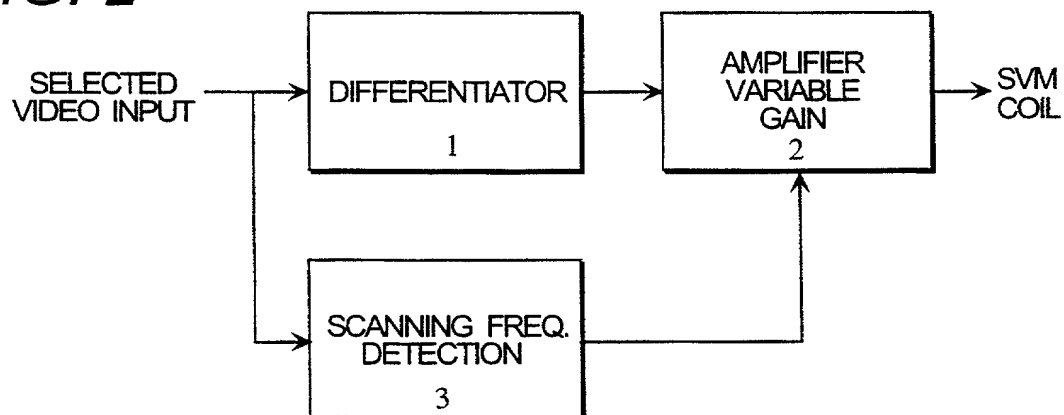 SELECTED
VIDEO INPUT
DIFFERENTIATOR
1
AMPLIFIER
VARIABLE
GAIN
2
SVM
COIL
SCANNING FREQ.
DETECTION
3